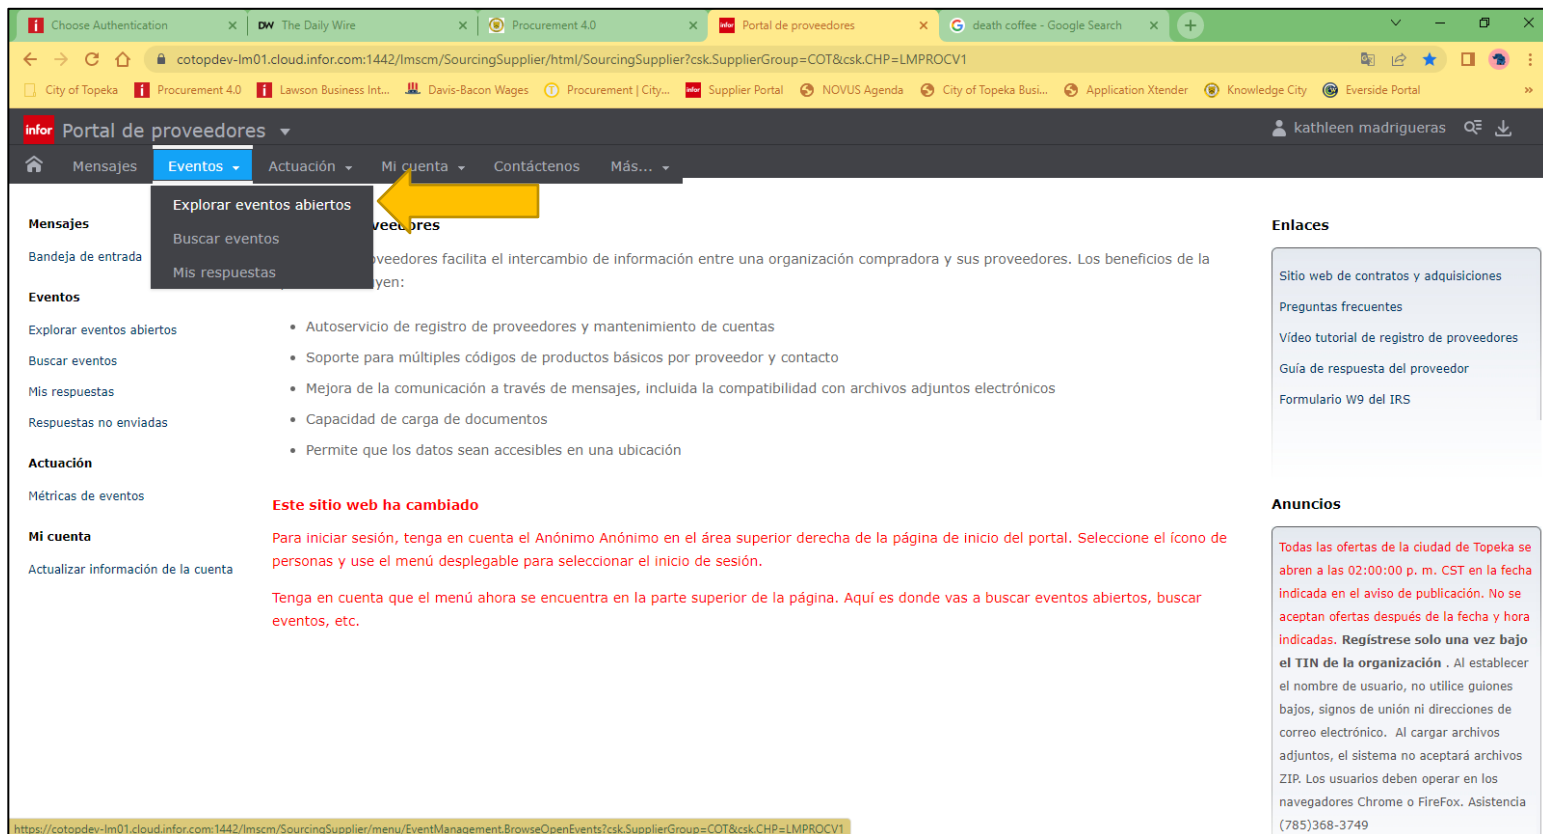 Choose Authentication
DW The Daily Wire
Procurement 4.0
infor Portal de proveedores
G death coffee - Google Search
cotopdev-lm01.cloud.infor.com:1442/lmscm/SourcingSupplier/html/SourcingSupplier?csk.SupplierGroup=COT&csk.CHP=LMPROCV1
City of Topeka Procurement 4.0 Lawson Business Int... Davis-Bacon Wages Procurement | City... Supplier Portal NOVUS Agenda City of Topeka Busi... Application Xtender Knowledge City Everside Portal »
infor Portal de proveedores
kathleen madrigueras
Mensajes Eventos Actuación Mi cuenta Contáctenos Más...
Explorar eventos abiertos
Buscar eventos
Mis respuestas
Mensajes
Bandeja de entrada
Eventos
Explorar eventos abiertos
Buscar eventos
Mis respuestas
Respuestas no enviadas
Actuación
Métricas de eventos
Mi cuenta
Actualizar información de la cuenta
veedores
oveedores facilita el intercambio de información entre una organización compradora y sus proveedores. Los beneficios de la
yen:
• Autoservicio de registro de proveedores y mantenimiento de cuentas
• Soporte para múltiples códigos de productos básicos por proveedor y contacto
• Mejora de la comunicación a través de mensajes, incluida la compatibilidad con archivos adjuntos electrónicos
• Capacidad de carga de documentos
• Permite que los datos sean accesibles en una ubicación
Este sitio web ha cambiado
Para iniciar sesión, tenga en cuenta el Anónimo Anónimo en el área superior derecha de la página de inicio del portal. Seleccione el ícono de
personas y use el menú desplegable para seleccionar el inicio de sesión.
Tenga en cuenta que el menú ahora se encuentra en la parte superior de la página. Aquí es donde vas a buscar eventos abiertos, buscar
eventos, etc.
Enlaces
Sitio web de contratos y adquisiciones
Preguntas frecuentes
Vídeo tutorial de registro de proveedores
Guía de respuesta del proveedor
Formulario W9 del IRS
Anuncios
Todas las ofertas de la ciudad de Topeka se
abren a las 02:00:00 p. m. CST en la fecha
indicada en el aviso de publicación. No se
aceptan ofertas después de la fecha y hora
indicadas. Regístrese solo una vez bajo
el TIN de la organización . Al establecer
el nombre de usuario, no utilice guiones
bajos, signos de unión ni direcciones de
correo electrónico. Al cargar archivos
adjuntos, el sistema no aceptará archivos
ZIP. Los usuarios deben operar en los
navegadores Chrome o FireFox. Asistencia
(785)368-3749
https://cotopdev-lm01.cloud.infor.com:1442/lmscm/SourcingSupplier/menu/EventManagement.BrowseOpenEvents?csk.SupplierGroup=COT&csk.CHP=LMPROCV1